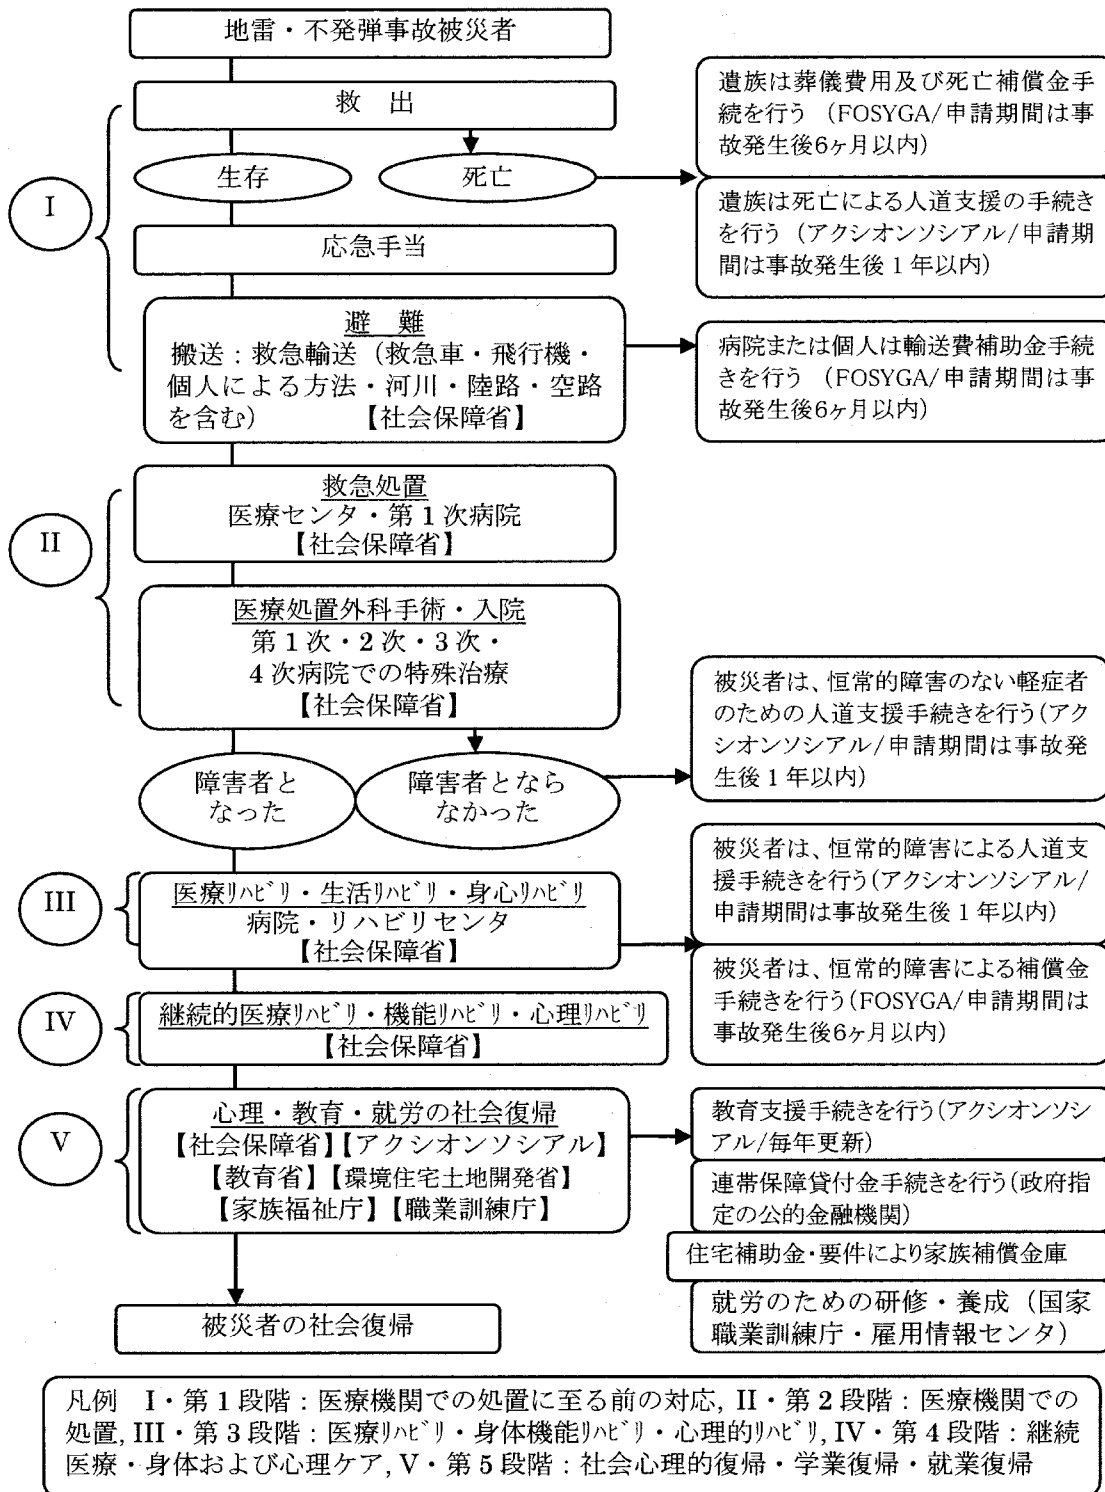 地雷・不発弾事故被災者
救 出
生存
死亡
遺族は葬儀費用及び死亡補償金手
続を行う (FOSYGA/申請期間は事
故発生後6ヶ月以内)
遺族は死亡による人道支援の手続き
を行う (アクシオンソシアル/申請期
間は事故発生後1年以内)
I
応急手当
避 難
搬送:救急輸送(救急車・飛行機・
個人による方法・河川・陸路・空路
を含む) 【社会保障省】
病院または個人は輸送費補助金手続
きを行う (FOSYGA/申請期間は事
故発生後6ヶ月以内)
II
救急処置
医療センタ・第1次病院
【社会保障省】
医療処置外科手術・入院
第1次・2次・3次・
4次病院での特殊治療
【社会保障省】
障害者と
なった
障害者となら
なかった
被災者は、恒常的障害のない軽症者
のための人道支援手続きを行う(アク
シオンソシアル/申請期間は事故発
生後1年以内)
III
医療リハビリ・生活リハビリ・身心リハビリ
病院・リハビリセンタ
【社会保障省】
被災者は、恒常的障害による人道支
援手続きを行う(アクシオンソシアル/
申請期間は事故発生後1年以内)
被災者は、恒常的障害による補償金
手続きを行う(FOSYGA/申請期間は
事故発生後6ヶ月以内)
IV
継続的医療リハビリ・機能リハビリ・心理リハビリ
【社会保障省】
V
心理・教育・就労の社会復帰
【社会保障省】【アクシオンソシアル】
【教育省】【環境住宅土地開発省】
【家族福祉庁】【職業訓練庁】
教育支援手続きを行う(アクシオンソシ
アル/毎年更新)
連帯保障貸付金手続きを行う(政府指
定の公的金融機関)
住宅補助金・要件により家族補償金庫
就労のための研修・養成(国家
職業訓練庁・雇用情報センタ)
被災者の社会復帰
凡例 I・第1段階:医療機関での処置に至る前の対応, II・第2段階:医療機関での
処置, III・第3段階:医療リハビリ・身体機能リハビリ・心理的リハビリ, IV・第4段階:継続
医療・身体および心理ケア, V・第5段階:社会心理的復帰・学業復帰・就業復帰